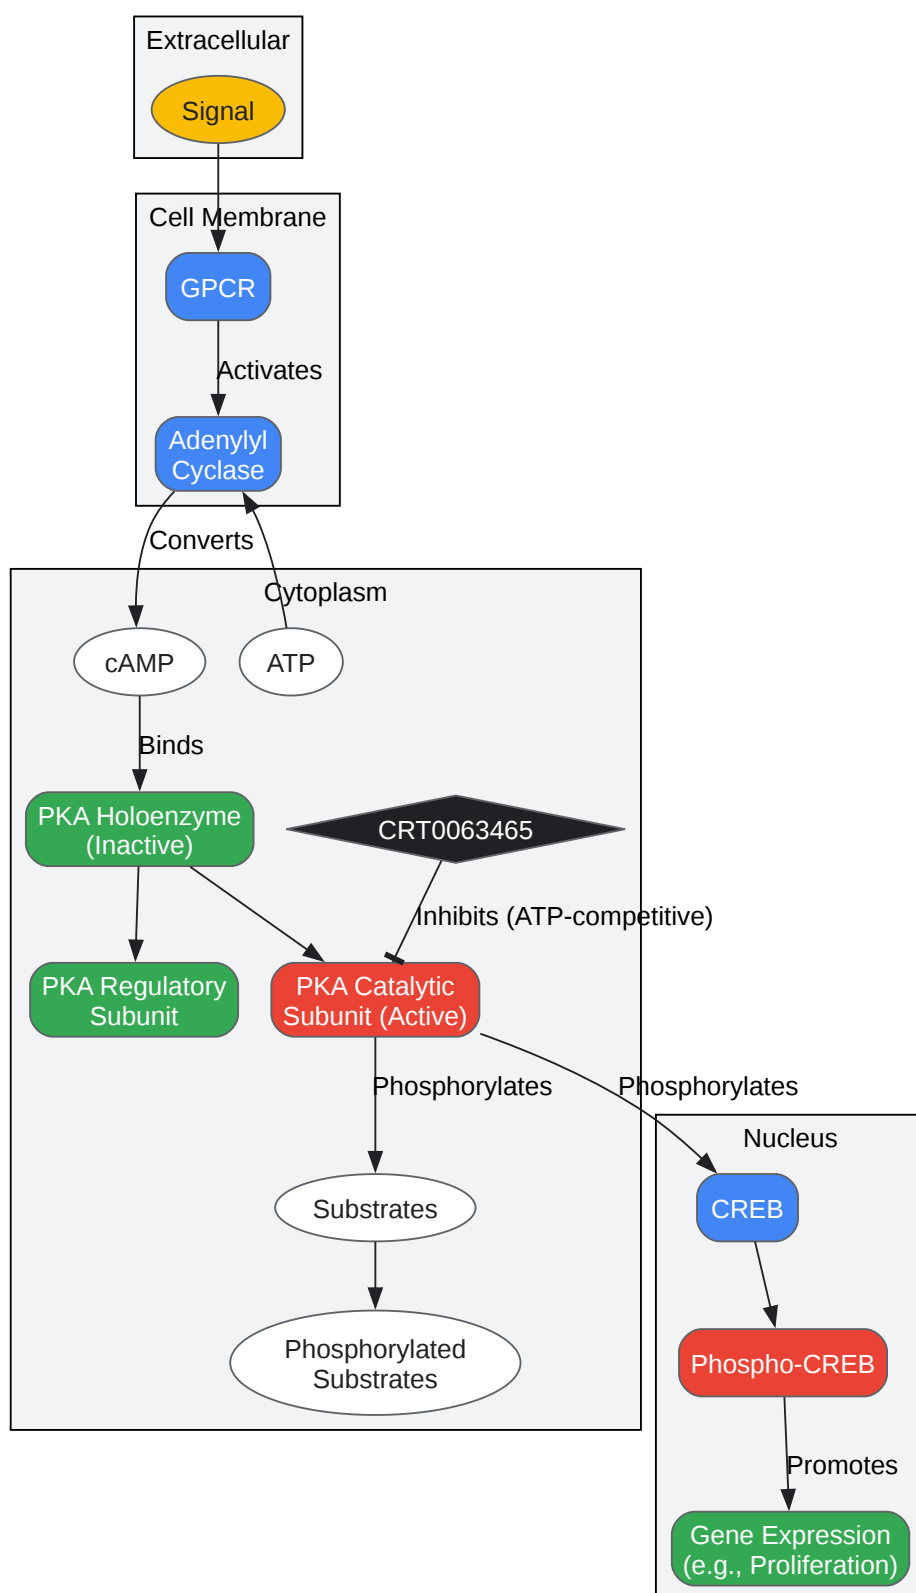 Extracellular
Signal
Cell Membrane
GPCR
Activates
Adenylyl
Cyclase
Converts
Cytoplasm
cAMP
ATP
Binds
PKA Holoenzyme
(Inactive)
CRT0063465
Inhibits (ATP-competitive)
PKA Regulatory
Subunit
PKA Catalytic
Subunit (Active)
Phosphorylates
Phosphorylates
Nucleus
Substrates
CREB
Phosphorylated
Substrates
Phospho-CREB
Promotes
Gene Expression
(e.g., Proliferation)